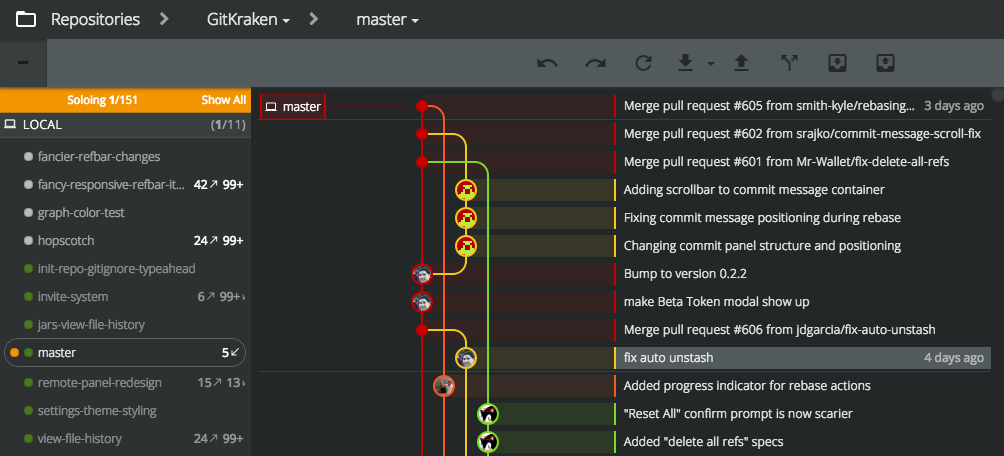 Repositories GitKraken master
Soloing 1/151 Show All
LOCAL (1/11)
fancier-refbar-changes
fancy-responsive-refbar-it... 42↗ 99+
graph-color-test
hopscotch 24↗ 99+
init-repo-gitignore-typeahead
invite-system 6↗ 99+
jars-view-file-history
master 5↙
remote-panel-redesign 15↗ 13
settings-theme-styling
view-file-history 24↗ 99+
master
Merge pull request #605 from smith-kyle/rebasing... 3 days ago
Merge pull request #602 from srajko/commit-message-scroll-fix
Merge pull request #601 from Mr-Wallet/fix-delete-all-refs
Adding scrollbar to commit message container
Fixing commit message positioning during rebase
Changing commit panel structure and positioning
Bump to version 0.2.2
make Beta Token modal show up
Merge pull request #606 from jdgarcia/fix-auto-unstash
fix auto unstash 4 days ago
Added progress indicator for rebase actions
"Reset All" confirm prompt is now scarier
Added "delete all refs" specs